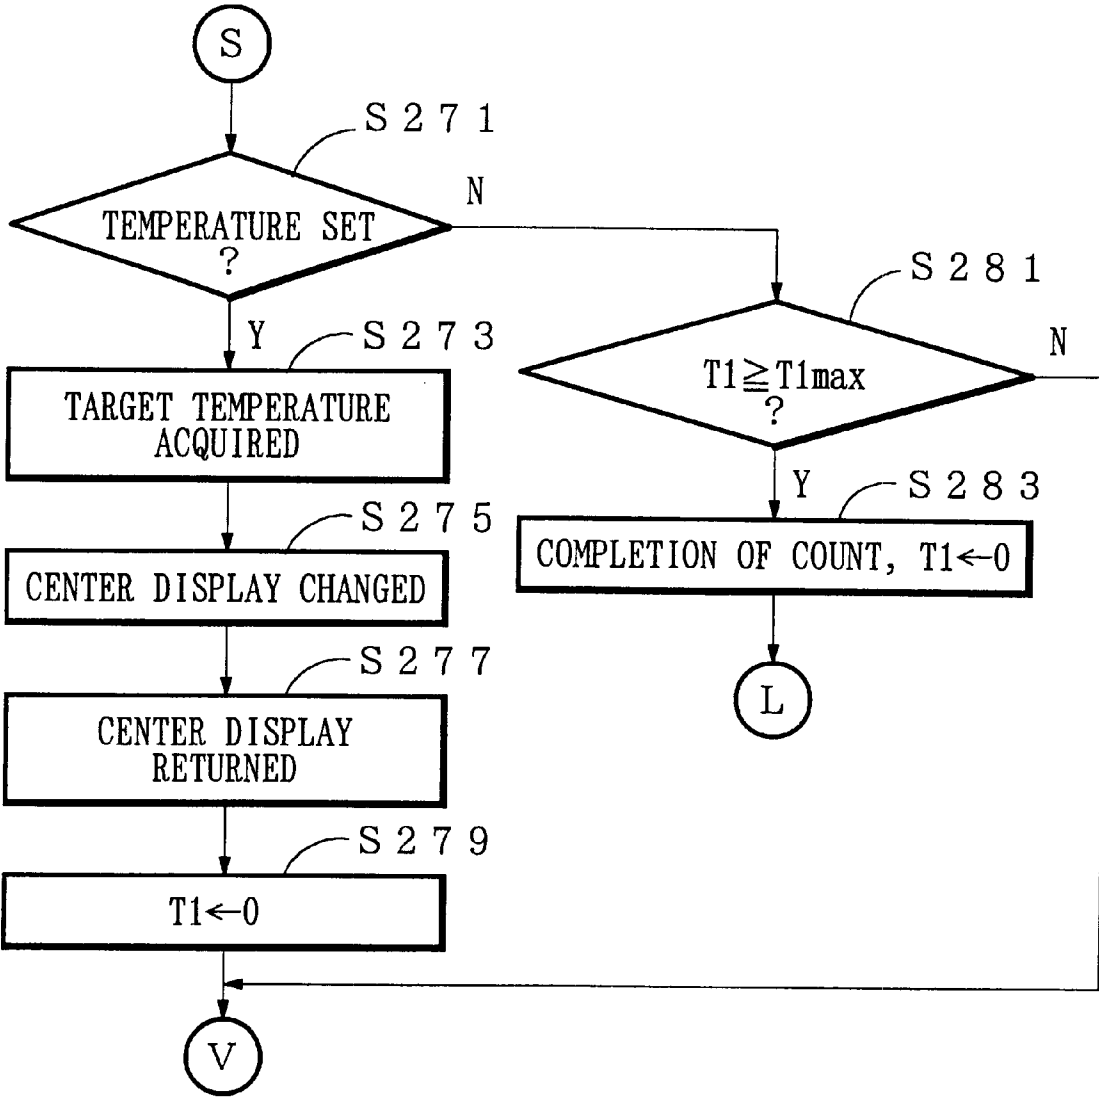 S
S271
TEMPERATURE SET
?
N
Y
S273
TARGET TEMPERATURE
ACQUIRED
S275
CENTER DISPLAY CHANGED
S277
CENTER DISPLAY
RETURNED
S279
T1←0
V
S281
T1≧T1max
?
N
Y
S283
COMPLETION OF COUNT, T1←0
L